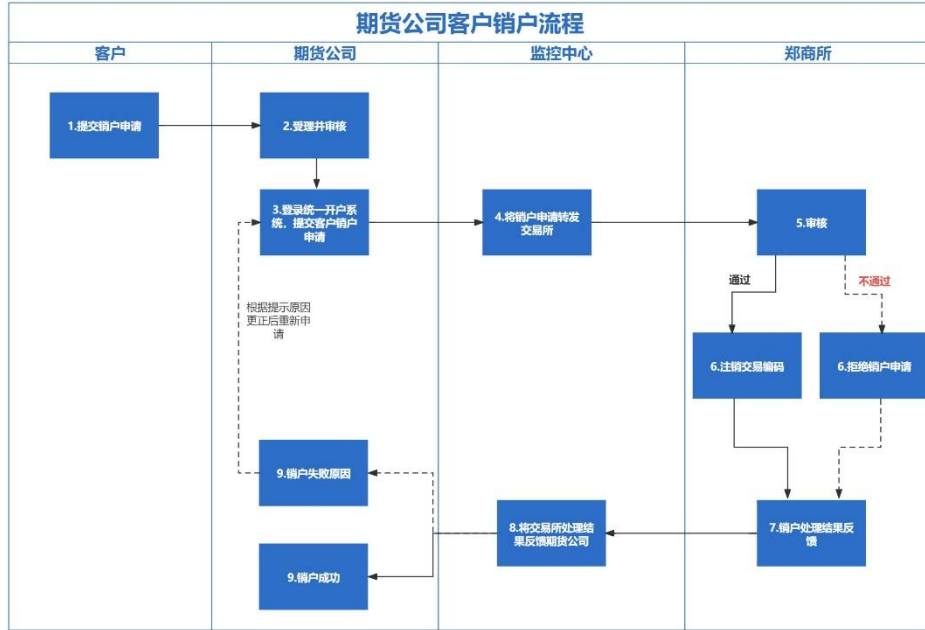 期货公司客户销户流程
客户
期货公司
监控中心
郑商所
1.提交销户申请
2.受理并审核
3.登录统一开户系
统，提交客户销户
申请
4.将销户申请转发
交易所
5.审核
通过
不通过
根据提示原因
更正后重新申
请
6.注销交易编码
6.拒绝销户申请
9.销户失败原因
8.将交易所处理结
果反馈期货公司
7.销户处理结果反
馈
9.销户成功